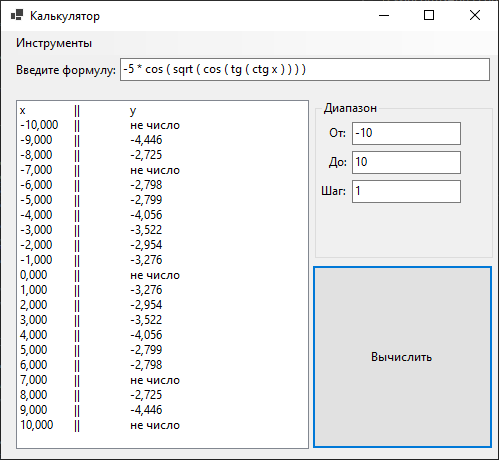 Калькулятор
Инструменты
Введите формулу: -5 * cos ( sqrt ( cos ( tg ( ctg x ) ) ) )
x || y
-10,000 || не число
-9,000 || -4,446
-8,000 || -2,725
-7,000 || не число
-6,000 || -2,798
-5,000 || -2,799
-4,000 || -4,056
-3,000 || -3,522
-2,000 || -2,954
-1,000 || -3,276
0,000 || не число
1,000 || -3,276
2,000 || -2,954
3,000 || -3,522
4,000 || -4,056
5,000 || -2,799
6,000 || -2,798
7,000 || не число
8,000 || -2,725
9,000 || -4,446
10,000 || не число
Диапазон
От: -10
До: 10
Шаг: 1
Вычислить